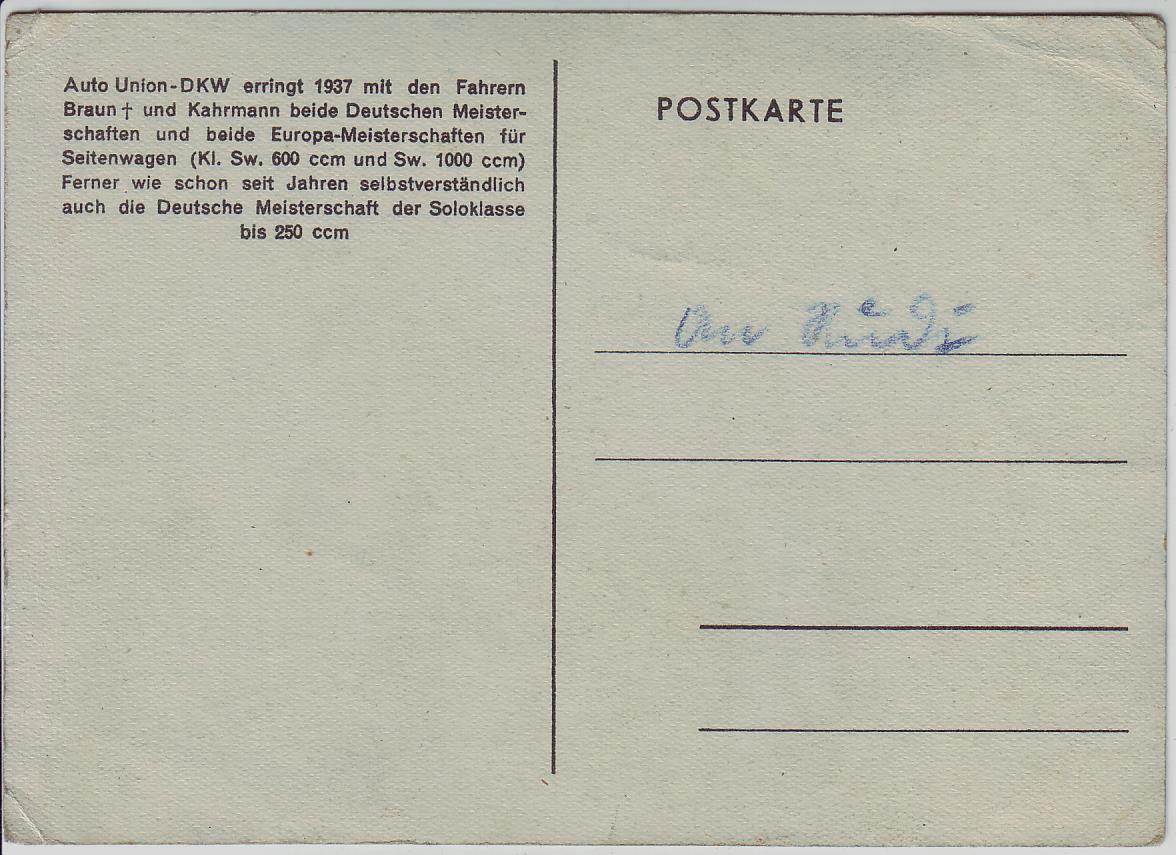 Auto Union-DKW erringt 1937 mit den Fahrern
Braun † und Kahrmann beide Deutschen Meister-
schaften und beide Europa-Meisterschaften für
Seitenwagen (Kl. Sw. 600 ccm und Sw. 1000 ccm)
Ferner wie schon seit Jahren selbstverständlich
auch die Deutsche Meisterschaft der Soloklasse
bis 250 ccm
POSTKARTE
An Rudi